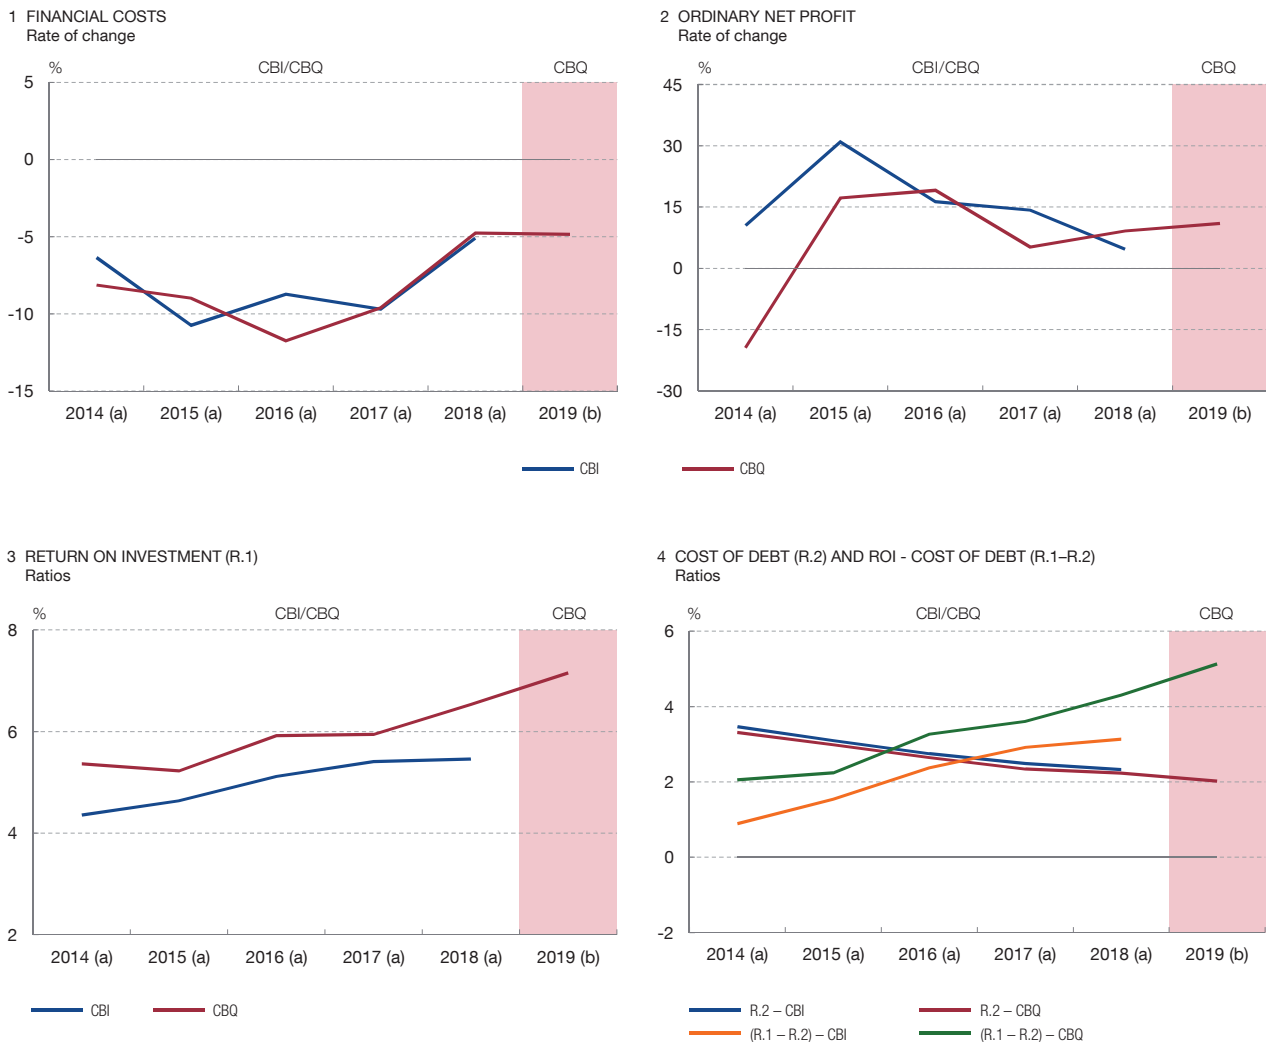 1 FINANCIAL COSTS
Rate of change
% CBI/CBQ CBQ
5
0
-5
-10
-15
2014 (a) 2015 (a) 2016 (a) 2017 (a) 2018 (a) 2019 (b)
2 ORDINARY NET PROFIT
Rate of change
% CBI/CBQ CBQ
45
30
15
0
-15
-30
2014 (a) 2015 (a) 2016 (a) 2017 (a) 2018 (a) 2019 (b)
CBI CBQ
3 RETURN ON INVESTMENT (R.1)
Ratios
% CBI/CBQ CBQ
8
6
4
2
2014 (a) 2015 (a) 2016 (a) 2017 (a) 2018 (a) 2019 (b)
CBI CBQ
4 COST OF DEBT (R.2) AND ROI - COST OF DEBT (R.1–R.2)
Ratios
% CBI/CBQ CBQ
6
4
2
0
-2
2014 (a) 2015 (a) 2016 (a) 2017 (a) 2018 (a) 2019 (b)
R.2 – CBI R.2 – CBQ
(R.1 – R.2) – CBI (R.1 – R.2) – CBQ